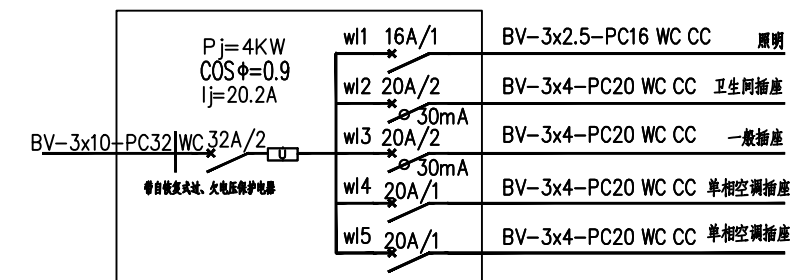 Pj=4KW
COSΦ=0.9
Ij=20.2A
BV-3x10-PC32 WC 32A/2
U
带自恢复式过、欠电压保护电器
wl1 16A/1 BV-3x2.5-PC16 WC CC 照明
wl2 20A/2 BV-3x4-PC20 WC CC 卫生间插座
30mA
wl3 20A/2 BV-3x4-PC20 WC CC 一般插座
30mA
wl4 20A/1 BV-3x4-PC20 WC CC 单相空调插座
wl5 20A/1 BV-3x4-PC20 WC CC 单相空调插座